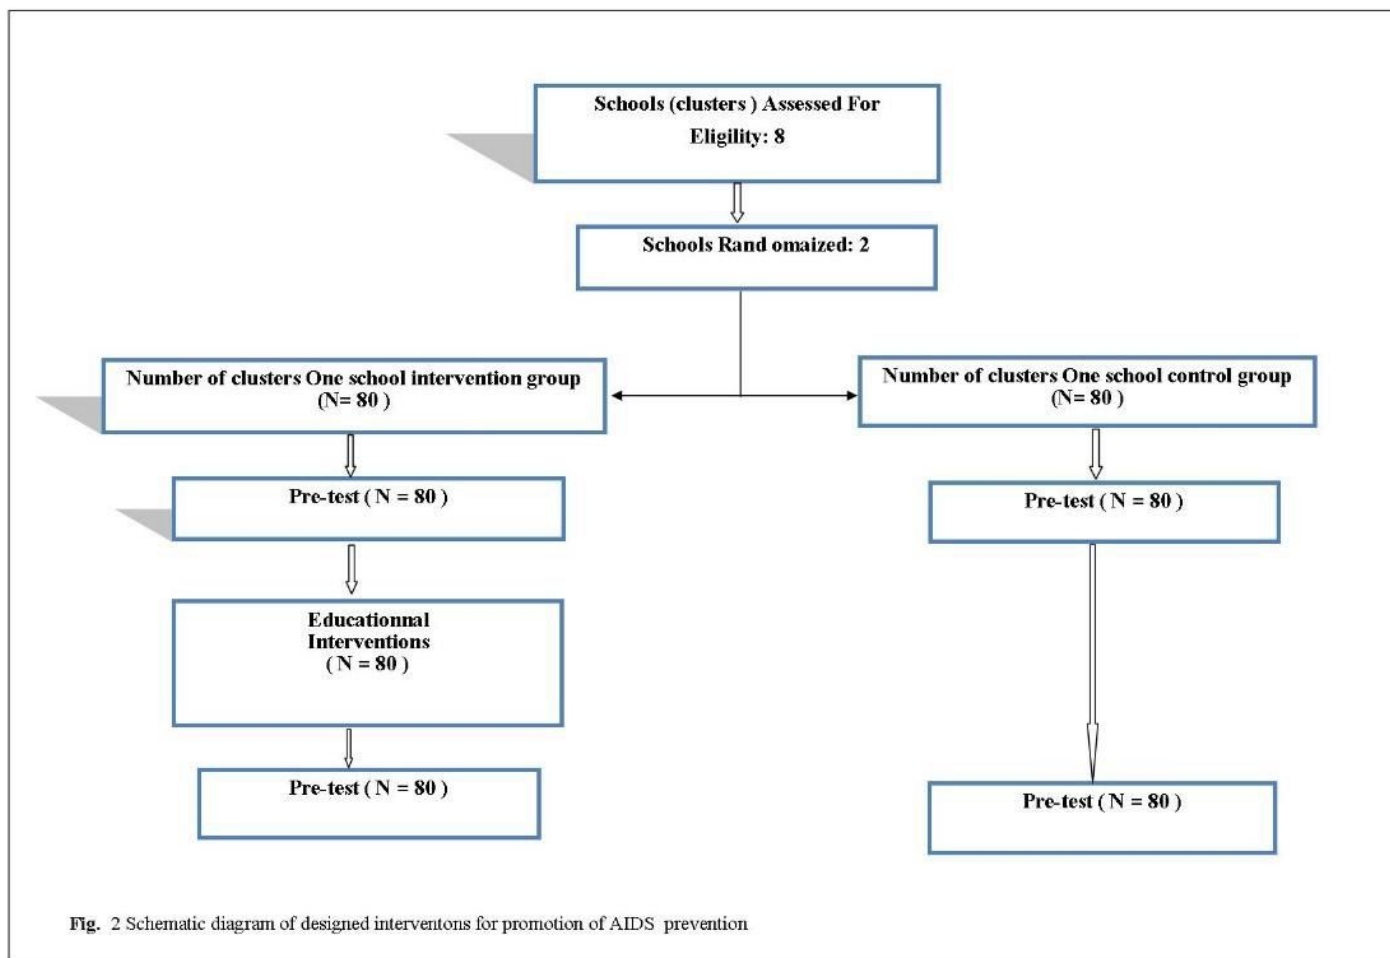 Schools (clusters ) Assessed For
Eligility: 8
Schools Rand omaized: 2
Number of clusters One school intervention group
(N= 80 )
Number of clusters One school control group
(N= 80 )
Pre-test ( N = 80 )
Pre-test ( N = 80 )
Educationnal
Interventions
( N = 80 )
Pre-test ( N = 80 )
Pre-test ( N = 80 )
Fig. 2 Schematic diagram of designed interventons for promotion of AIDS prevention